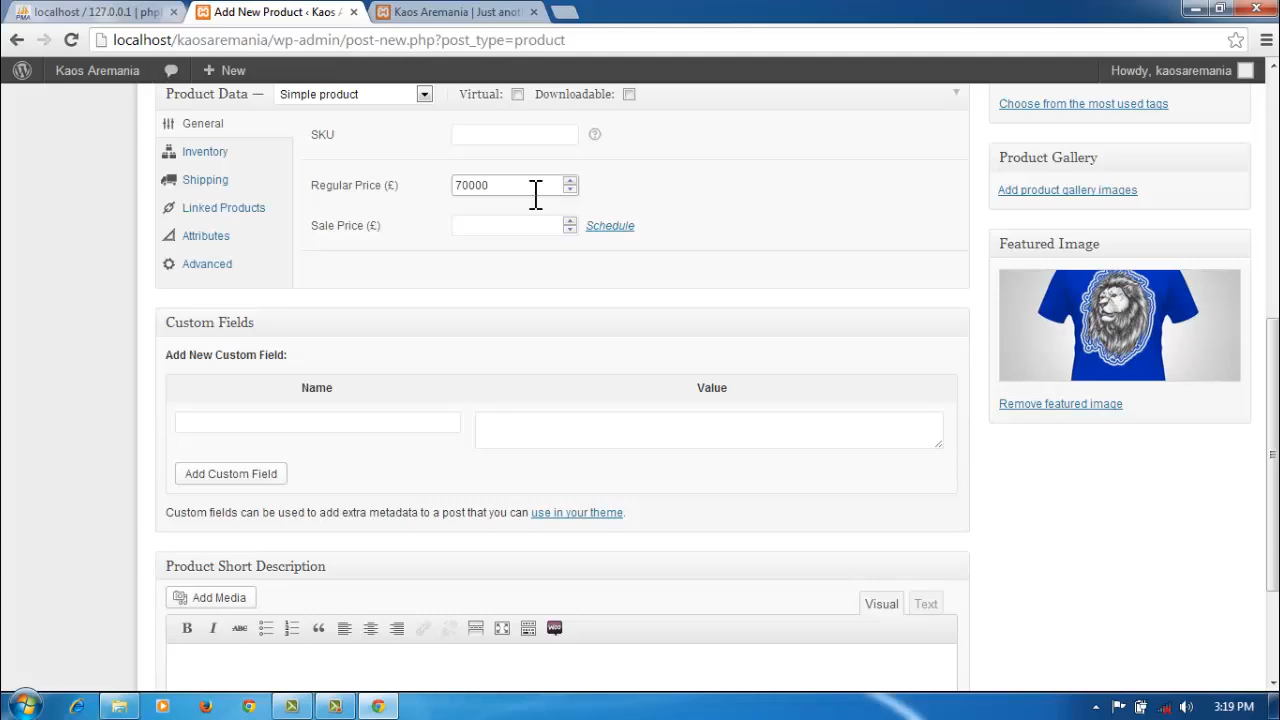 localhost / 127.0.0.1 | phpl
Add New Product ‹ Kaos A
Kaos Aremania | Just anot
localhost/kaosaremania/wp-admin/post-new.php?post_type=product
Kaos Aremania
New
Howdy, kaosaremania
Product Data —
Simple product
Virtual:
Downloadable:
Choose from the most used tags
General
Inventory
Shipping
Linked Products
Attributes
Advanced
SKU
?
Regular Price (£)
70000
Sale Price (£)
Schedule
Product Gallery
Add product gallery images
Featured Image
Remove featured image
Custom Fields
Add New Custom Field:
Name
Value
Add Custom Field
Custom fields can be used to add extra metadata to a post that you can use in your theme.
Product Short Description
Add Media
Visual
Text
B
I
ABC
3:19 PM